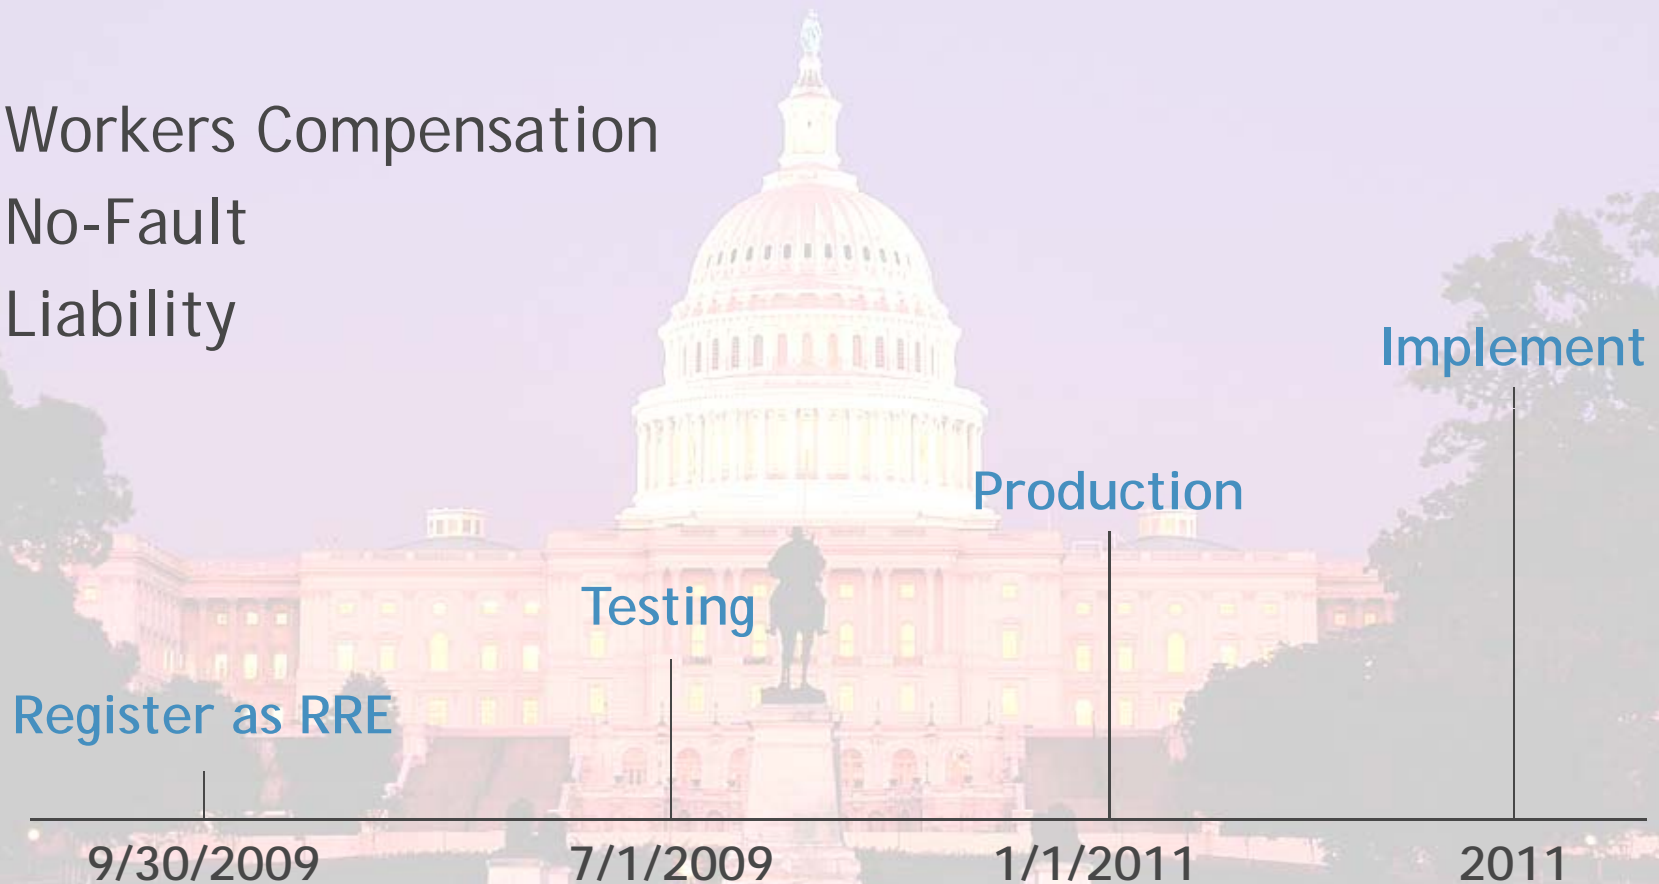 Workers Compensation
No-Fault
Liability
Implement
Production
Testing
Register as RRE
9/30/2009 7/1/2009 1/1/2011 2011